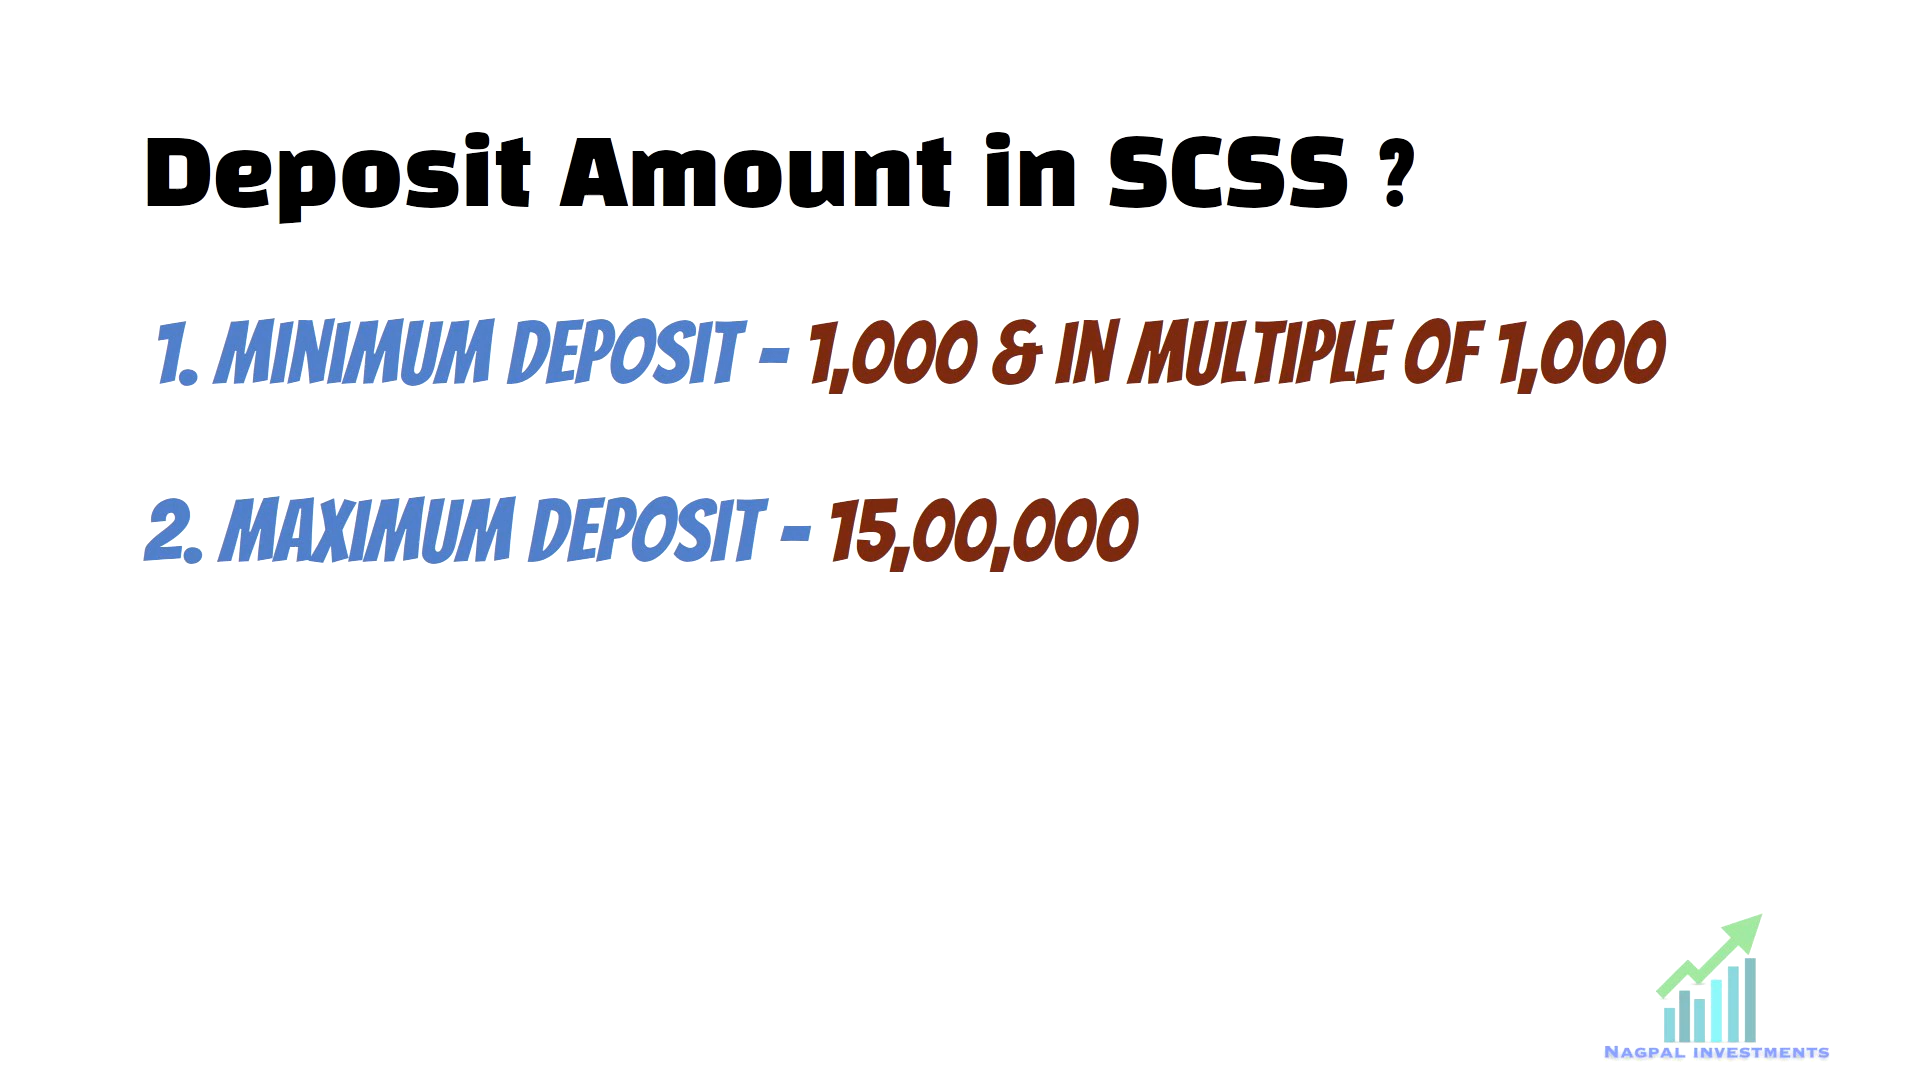 Deposit Amount in SCSS ?
1. MINIMUM DEPOSIT - 1,000 & IN MULTIPLE OF 1,000
2. MAXIMUM DEPOSIT - 15,00,000
NAGPAL INVESTMENTS